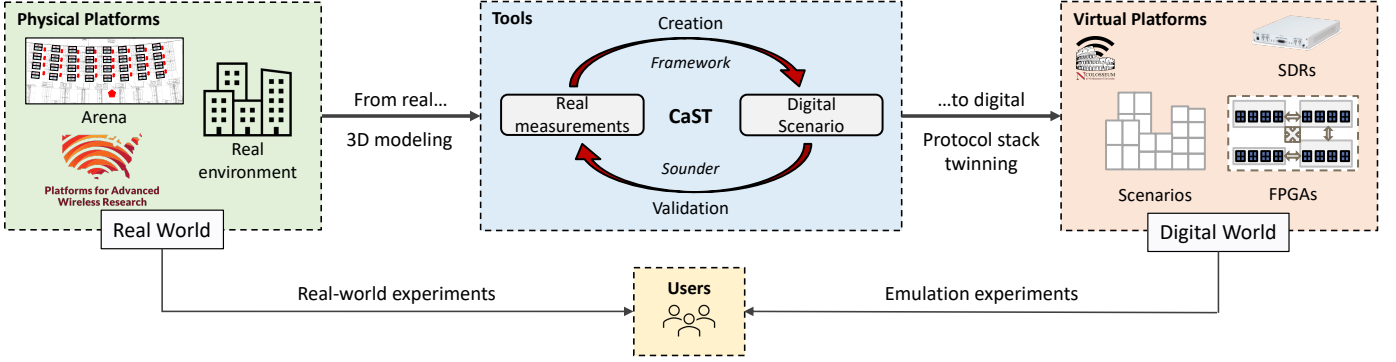 Physical Platforms
Arena
Real
environment
Platforms for Advanced
Wireless Research
Real World
From real...
3D modeling
Tools
Creation
Framework
Real
measurements
CaST
Digital
Scenario
Sounder
Validation
...to digital
Protocol stack
twinning
Virtual Platforms
COLOSSEUM
SDRs
Scenarios
FPGAs
Digital World
Real-world experiments
Users
Emulation experiments